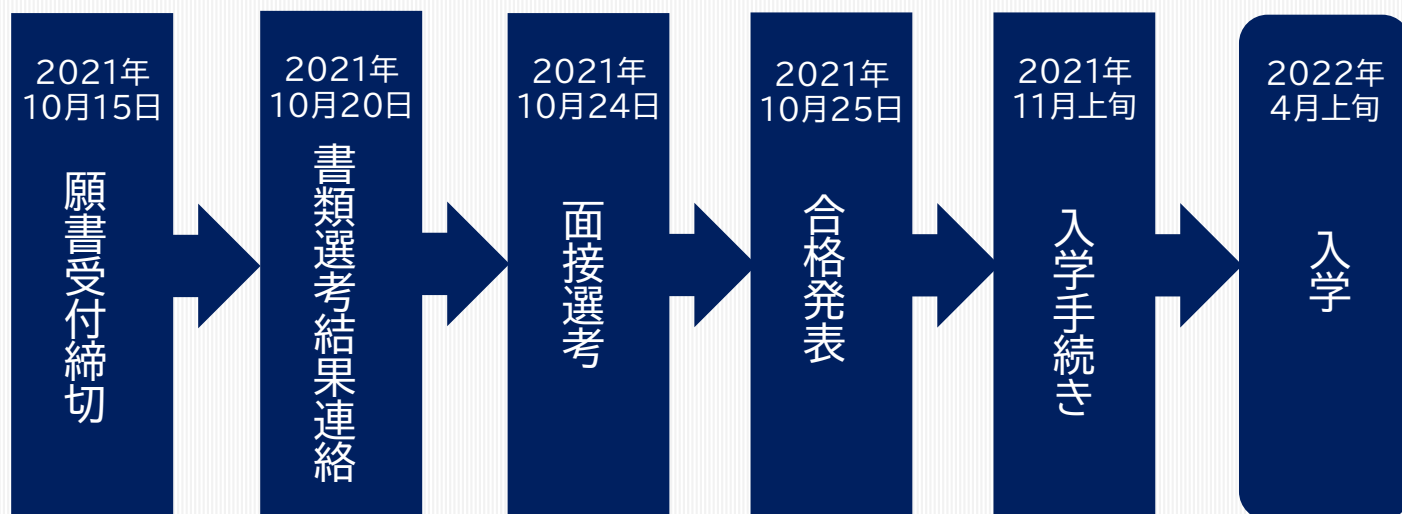 2021年
10月15日
願書受付締切
2021年
10月20日
書類選考結果連絡
2021年
10月24日
面接選考
2021年
10月25日
合格発表
2021年
11月上旬
入学手続き
2022年
4月上旬
入学